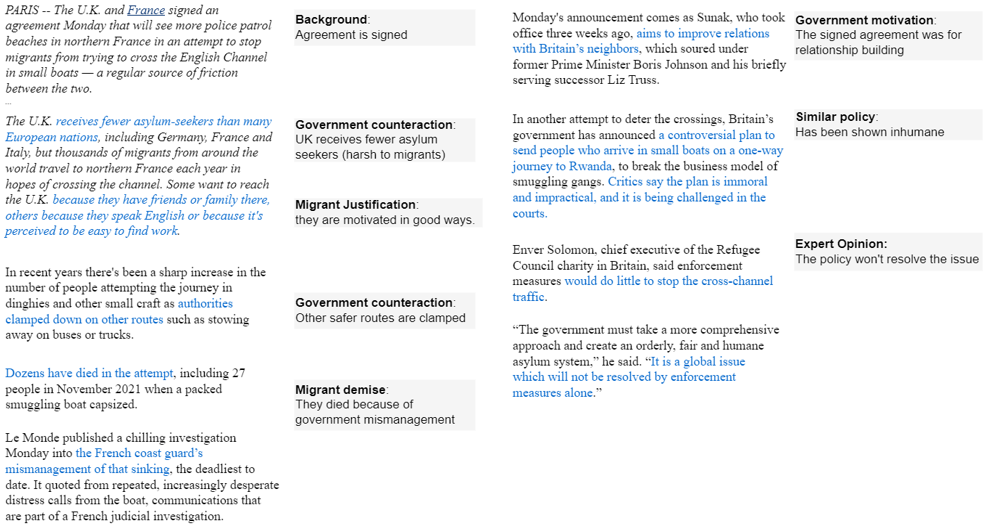 PARIS -- The U.K. and France signed an
agreement Monday that will see more police patrol
beaches in northern France in an attempt to stop
migrants from trying to cross the English Channel
in small boats — a regular source of friction
between the two.
...
Background:
Agreement is signed
The U.K. receives fewer asylum-seekers than many
European nations, including Germany, France and
Italy, but thousands of migrants from around the
world travel to northern France each year in
hopes of crossing the channel. Some want to reach
the U.K. because they have friends or family there,
others because they speak English or because it's
perceived to be easy to find work.
Government counteraction:
UK receives fewer asylum
seekers (harsh to migrants)
Migrant Justification:
they are motivated in good ways.
In recent years there's been a sharp increase in the
number of people attempting the journey in
dinghies and other small craft as authorities
clamped down on other routes such as stowing
away on buses or trucks.
Government counteraction:
Other safer routes are clamped
Dozens have died in the attempt, including 27
people in November 2021 when a packed
smuggling boat capsized.
Migrant demise:
They died because of
government mismanagement
Le Monde published a chilling investigation
Monday into the French coast guard's
mismanagement of that sinking, the deadliest to
date. It quoted from repeated, increasingly desperate
distress calls from the boat, communications that
are part of a French judicial investigation.
Monday's announcement comes as Sunak, who took
office three weeks ago, aims to improve relations
with Britain's neighbors, which soured under
former Prime Minister Boris Johnson and his briefly
serving successor Liz Truss.
Government motivation:
The signed agreement was for
relationship building
In another attempt to deter the crossings, Britain's
government has announced a controversial plan to
send people who arrive in small boats on a one-way
journey to Rwanda, to break the business model of
smuggling gangs. Critics say the plan is immoral
and impractical, and it is being challenged in the
courts.
Similar policy:
Has been shown inhumane
Enver Solomon, chief executive of the Refugee
Council charity in Britain, said enforcement
measures would do little to stop the cross-channel
traffic.
Expert Opinion:
The policy won't resolve the issue
“The government must take a more comprehensive
approach and create an orderly, fair and humane
asylum system,” he said. “It is a global issue
which will not be resolved by enforcement
measures alone.”